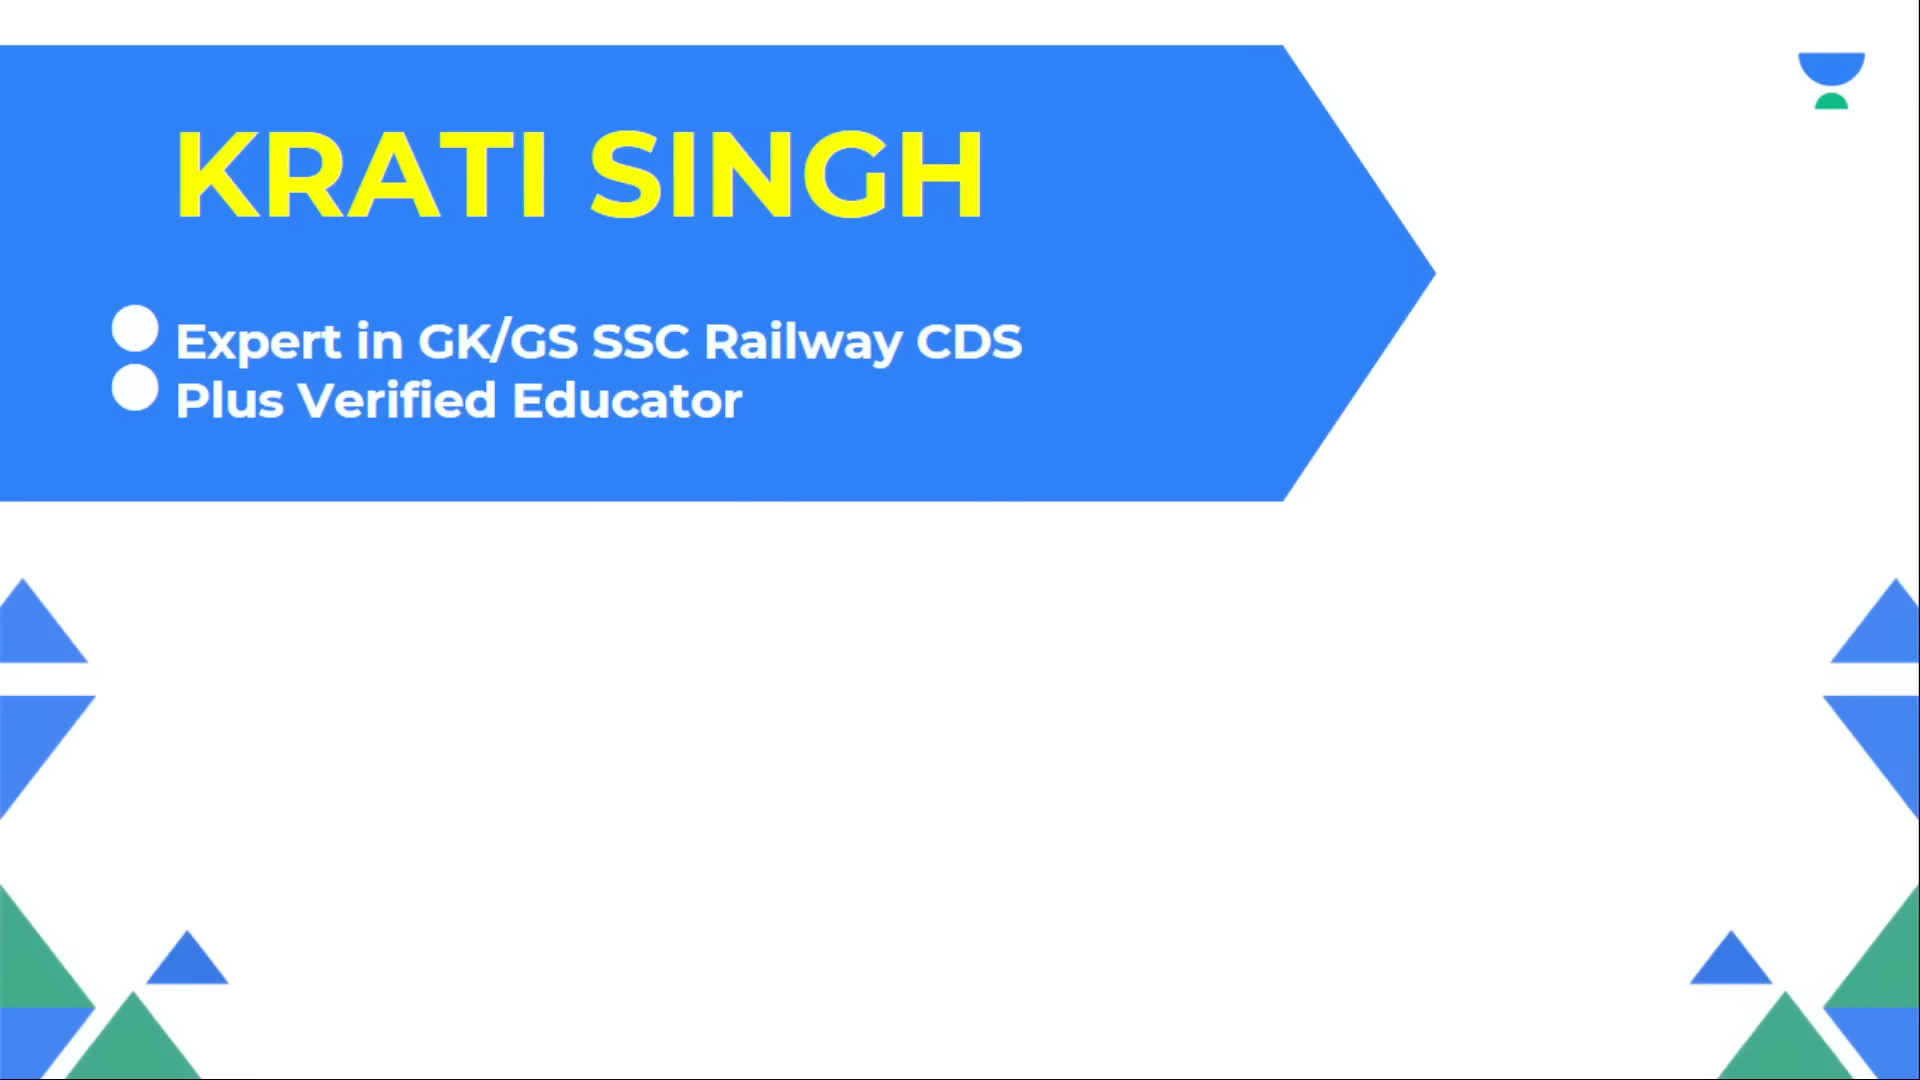 KRATI SINGH
Expert in GK/GS SSC Railway CDS
Plus Verified Educator